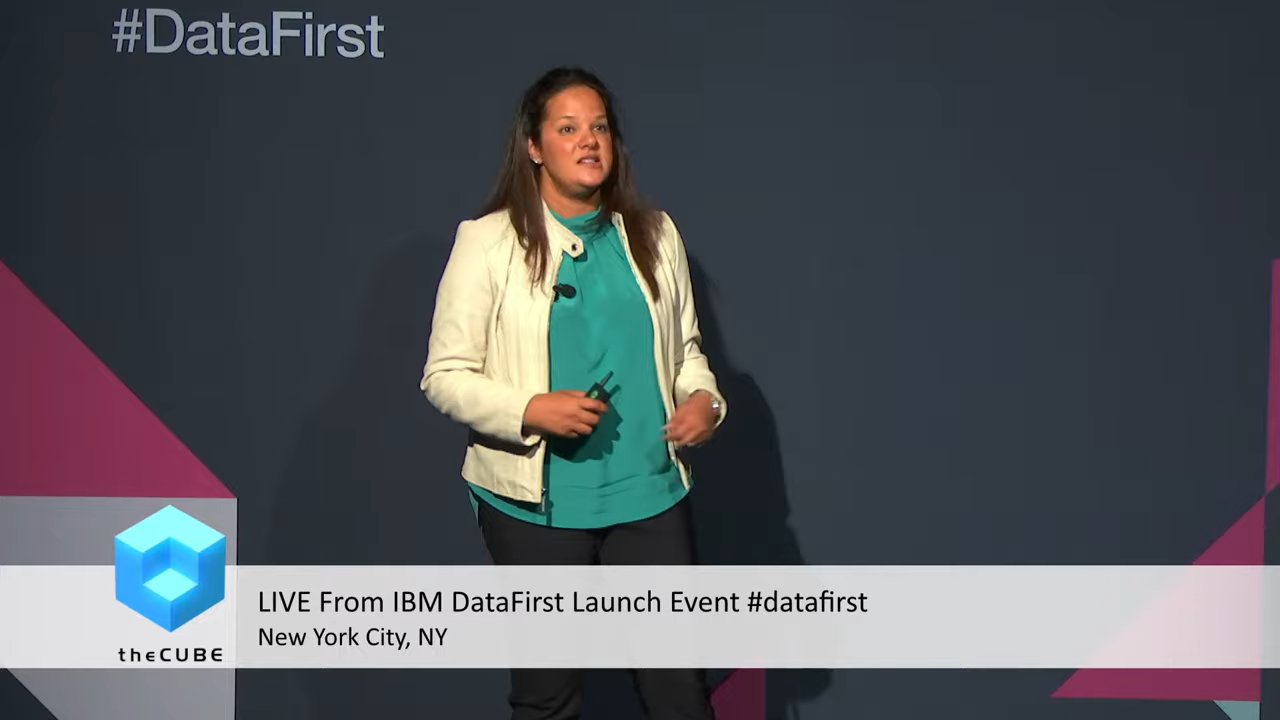 #DataFirst
LIVE From IBM DataFirst Launch Event #datafirst
New York City, NY
theCUBE